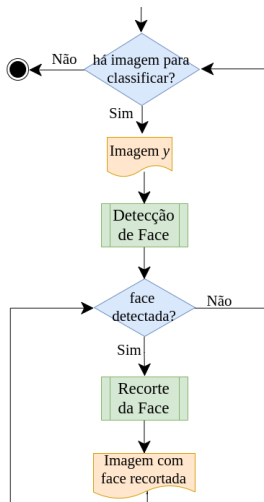 há imagem para
classificar?
Não
Sim
Imagem y
Detecção
de Face
face
detectada?
Não
Sim
Recorte
da Face
Imagem com
face recortada